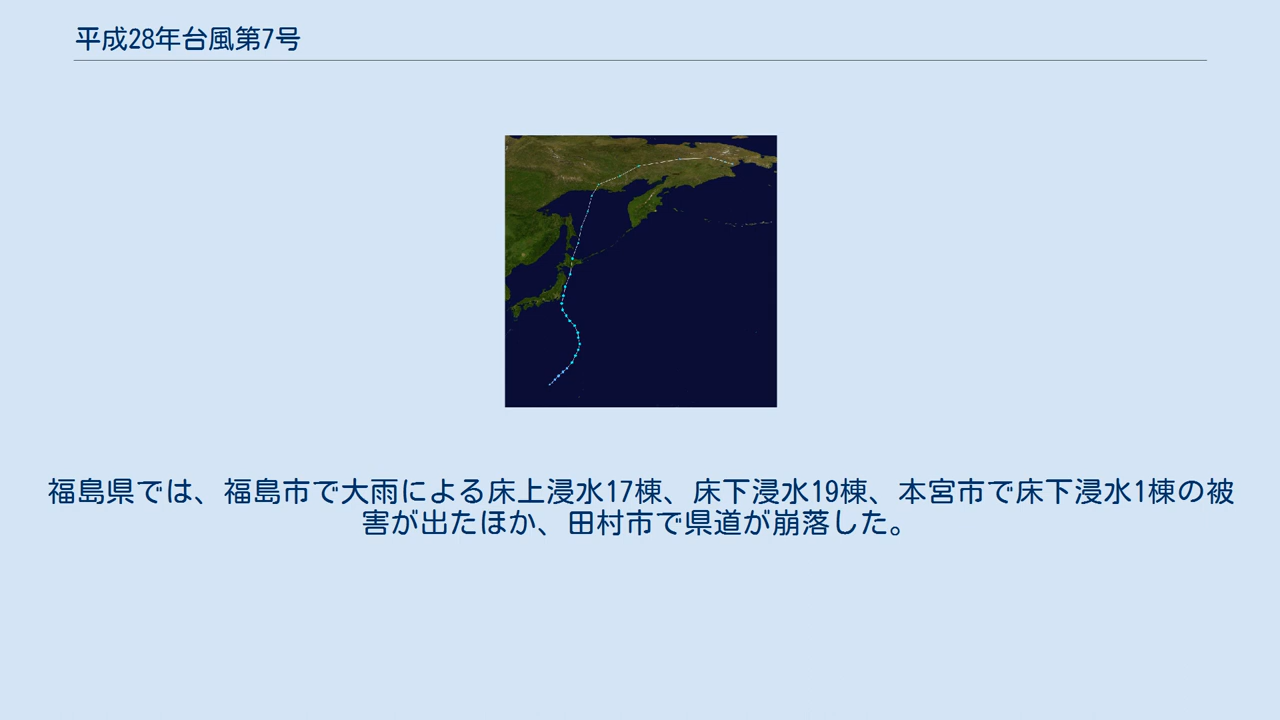 平成28年台風第7号
福島県では、福島市で大雨による床上浸水17棟、床下浸水19棟、本宮市で床下浸水1棟の被
害が出たほか、田村市で県道が崩落した。